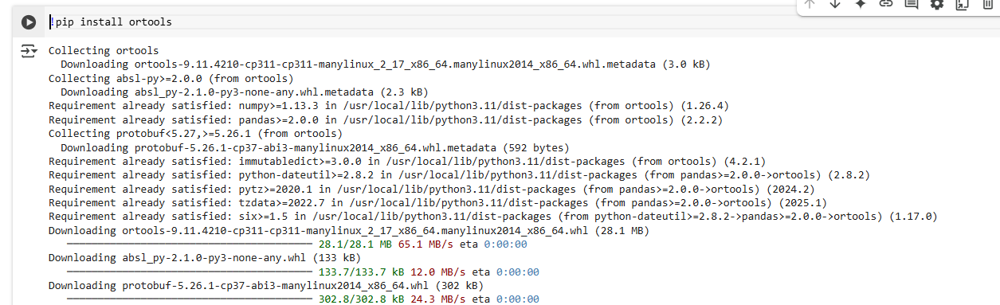 !pip install ortools
Collecting ortools
Downloading ortools-9.11.4210-cp311-cp311-manylinux_2_17_x86_64.manylinux2014_x86_64.whl.metadata (3.0 kB)
Collecting absl-py>=2.0.0 (from ortools)
Downloading absl_py-2.1.0-py3-none-any.whl.metadata (2.3 kB)
Requirement already satisfied: numpy>=1.13.3 in /usr/local/lib/python3.11/dist-packages (from ortools) (1.26.4)
Requirement already satisfied: pandas>=2.0.0 in /usr/local/lib/python3.11/dist-packages (from ortools) (2.2.2)
Collecting protobuf<5.27,>=5.26.1 (from ortools)
Downloading protobuf-5.26.1-cp37-abi3-manylinux2014_x86_64.whl.metadata (592 bytes)
Requirement already satisfied: immutabledict>=3.0.0 in /usr/local/lib/python3.11/dist-packages (from ortools) (4.2.1)
Requirement already satisfied: python-dateutil>=2.8.2 in /usr/local/lib/python3.11/dist-packages (from pandas>=2.0.0->ortools) (2.8.2)
Requirement already satisfied: pytz>=2020.1 in /usr/local/lib/python3.11/dist-packages (from pandas>=2.0.0->ortools) (2024.2)
Requirement already satisfied: tzdata>=2022.7 in /usr/local/lib/python3.11/dist-packages (from pandas>=2.0.0->ortools) (2025.1)
Requirement already satisfied: six>=1.5 in /usr/local/lib/python3.11/dist-packages (from python-dateutil>=2.8.2->pandas>=2.0.0->ortools) (1.17.0)
Downloading ortools-9.11.4210-cp311-cp311-manylinux_2_17_x86_64.manylinux2014_x86_64.whl (28.1 MB)
28.1/28.1 MB 65.1 MB/s eta 0:00:00
Downloading absl_py-2.1.0-py3-none-any.whl (133 kB)
133.7/133.7 kB 12.0 MB/s eta 0:00:00
Downloading protobuf-5.26.1-cp37-abi3-manylinux2014_x86_64.whl (302 kB)
302.8/302.8 kB 24.3 MB/s eta 0:00:00